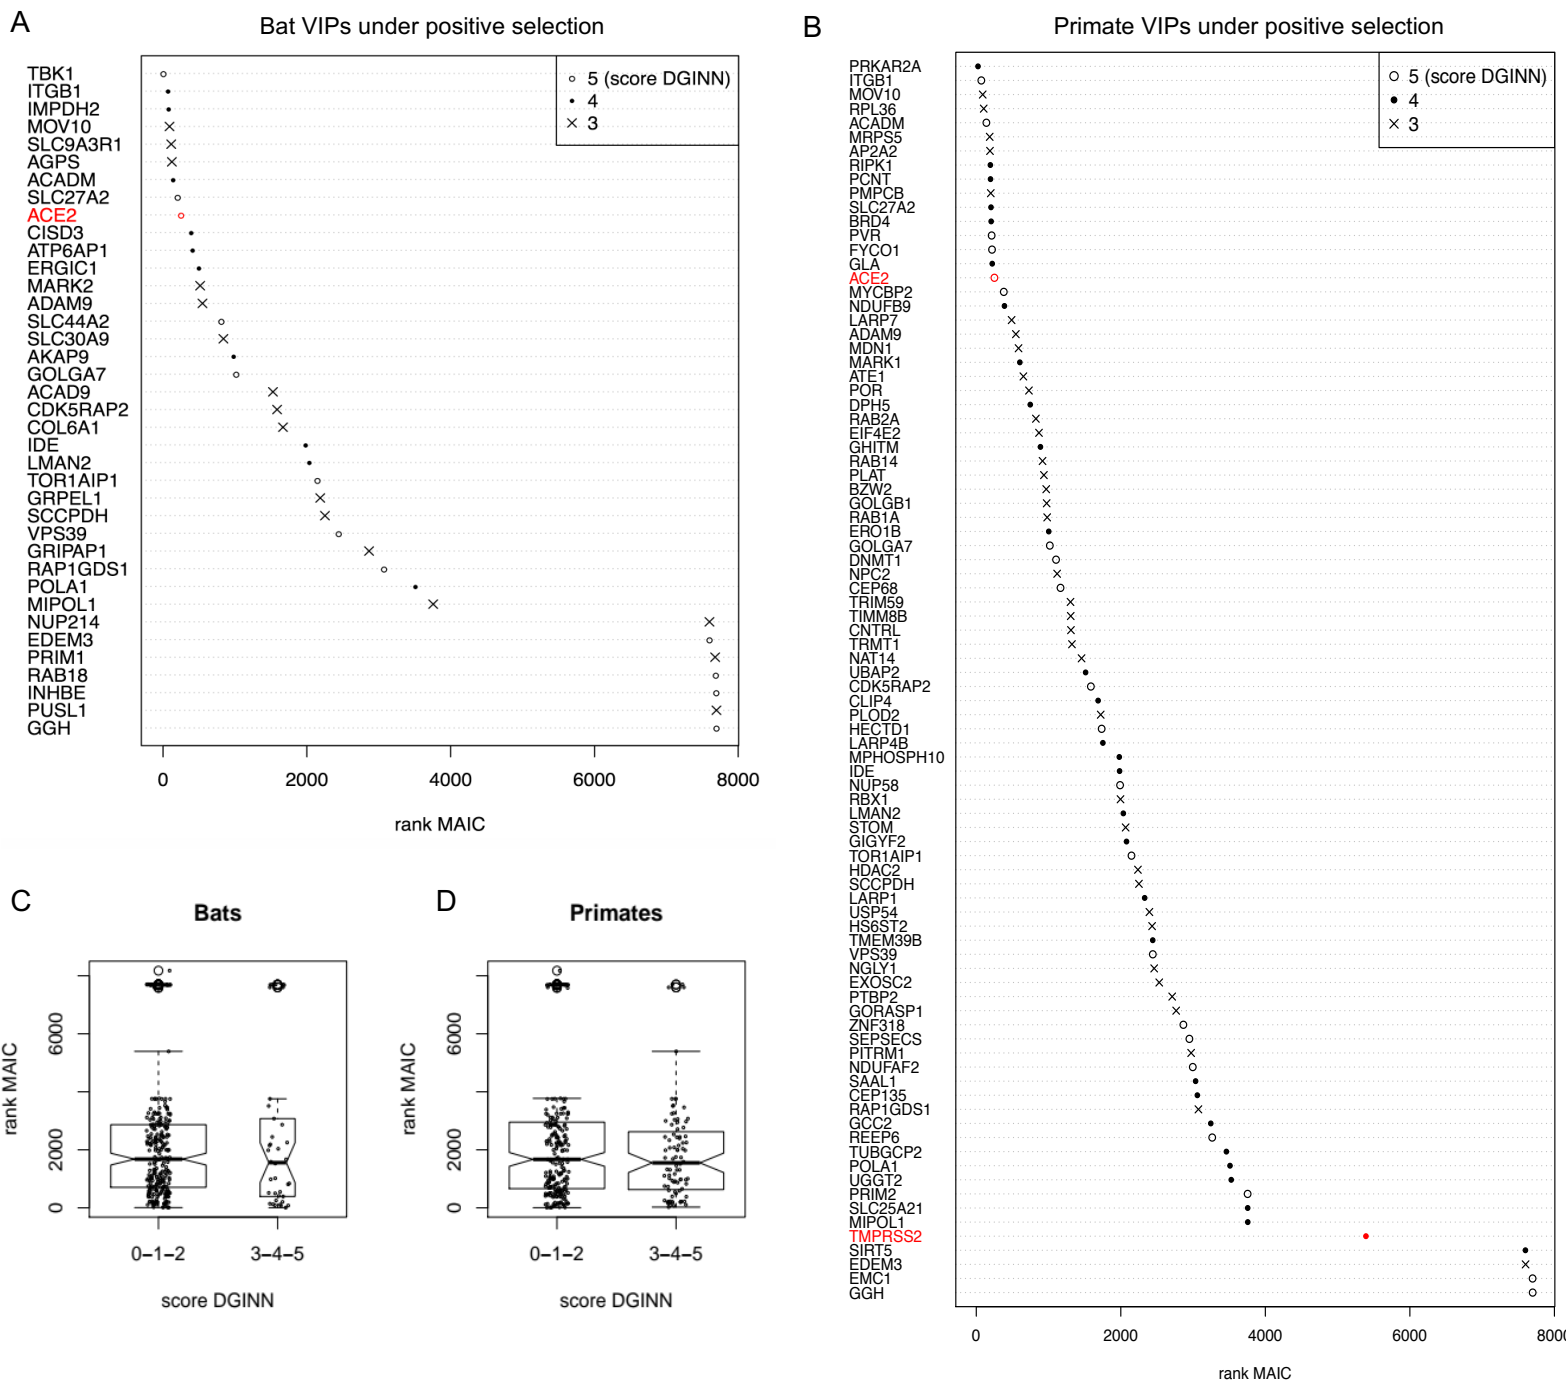 A
Bat VIPs under positive selection
TBK1
ITGB1
IMPDH2
MOV10
SLC9A3R1
AGPS
ACADM
SLC27A2
ACE2
CISD3
ATP6AP1
ERGIC1
MARK2
ADAM9
SLC44A2
SLC30A9
AKAP9
GOLGA7
ACAD9
CDK5RAP2
COL6A1
IDE
LMAN2
TOR1AIP1
GRPEL1
SCCPDH
VPS39
GRIPAP1
RAP1GDS1
POLA1
MIPOL1
NUP214
EDEM3
PRIM1
RAB18
INHBE
PUSL1
GGH
5 (score DGINN)
4
3
0 2000 4000 6000 8000
rank MAIC
B
Primate VIPs under positive selection
PRKAR2A
ITGB1
MOV10
RPL36
ACADM
MRPS5
AP2A2
RIPK1
PCNT
PMPCB
SLC27A2
BRD4
PVR
FYCO1
GLA
ACE2
MYCBP2
NDUFB9
LARP7
ADAM9
MDN1
MARK1
ATE1
POR
DPH5
RAB2A
EIF4E2
GHITM
RAB14
PLAT
BZW2
GOLGB1
RAB1A
ERO1B
GOLGA7
DNMT1
NPC2
CEP68
TRIM59
TIMM8B
CNTRL
TRMT1
NAT14
UBAP2
CDK5RAP2
CLIP4
PLOD2
HECTD1
LARP4B
MPHOSPH10
IDE
NUP58
RBX1
LMAN2
STOM
GIGYF2
TOR1AIP1
HDAC2
SCCPDH
LARP1
USP54
HS6ST2
TMEM39B
VPS39
NGLY1
EXOSC2
PTBP2
GORASP1
ZNF318
SEPSECS
PITRM1
NDUFAF2
SAAL1
CEP135
RAP1GDS1
GCC2
REEP6
TUBGCP2
POLA1
UGGT2
PRIM2
SLC25A21
MIPOL1
TMPRSS2
SIRT5
EDEM3
EMC1
GGH
5 (score DGINN)
4
3
0 2000 4000 6000 8000
rank MAIC
C
Bats
rank MAIC
0 2000 6000
0-1-2 3-4-5
score DGINN
D
Primates
rank MAIC
0 2000 6000
0-1-2 3-4-5
score DGINN